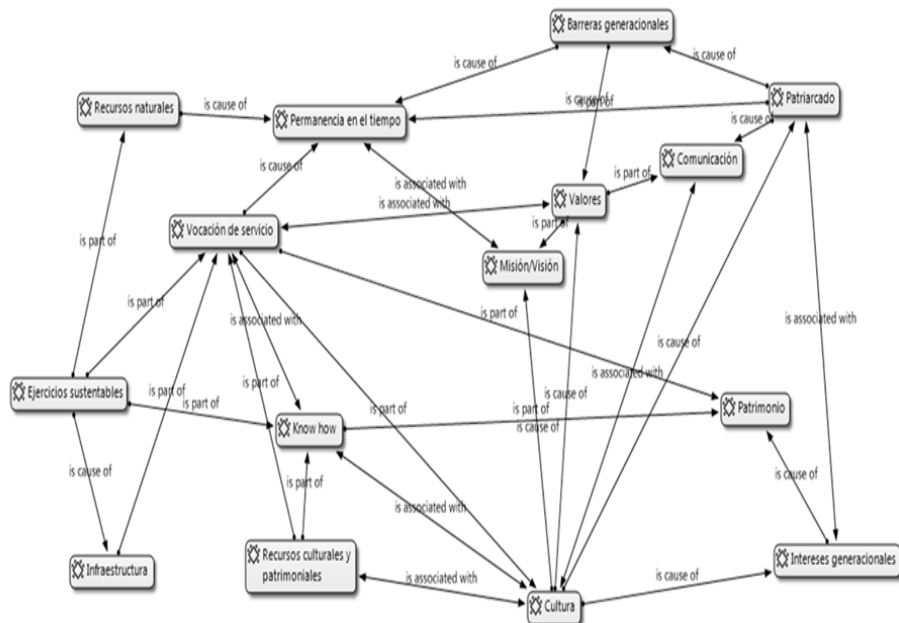 Barreras generacionales
is cause of
is cause of
Recursos naturales
Patriarcado
is cause of
is cause of
is part of
Permanencia en el tiempo
is cause of
Comunicación
is cause of
is associated with
is part of
Valores
is associated with
is part of
Vocación de servicio
is part of
Misión/Visión
is part of
is part of
is associated with
is associated with
is cause of
is part of
is associated with
Ejercicios sustentables
is part of
is part of
is cause of
Patrimonio
is part of
is part of
is part of
is cause of
Know how
is cause of
is part of
is cause of
is associated with
Recursos culturales y
patrimoniales
Intereses generacionales
Infraestructura
is associated with
is cause of
Cultura